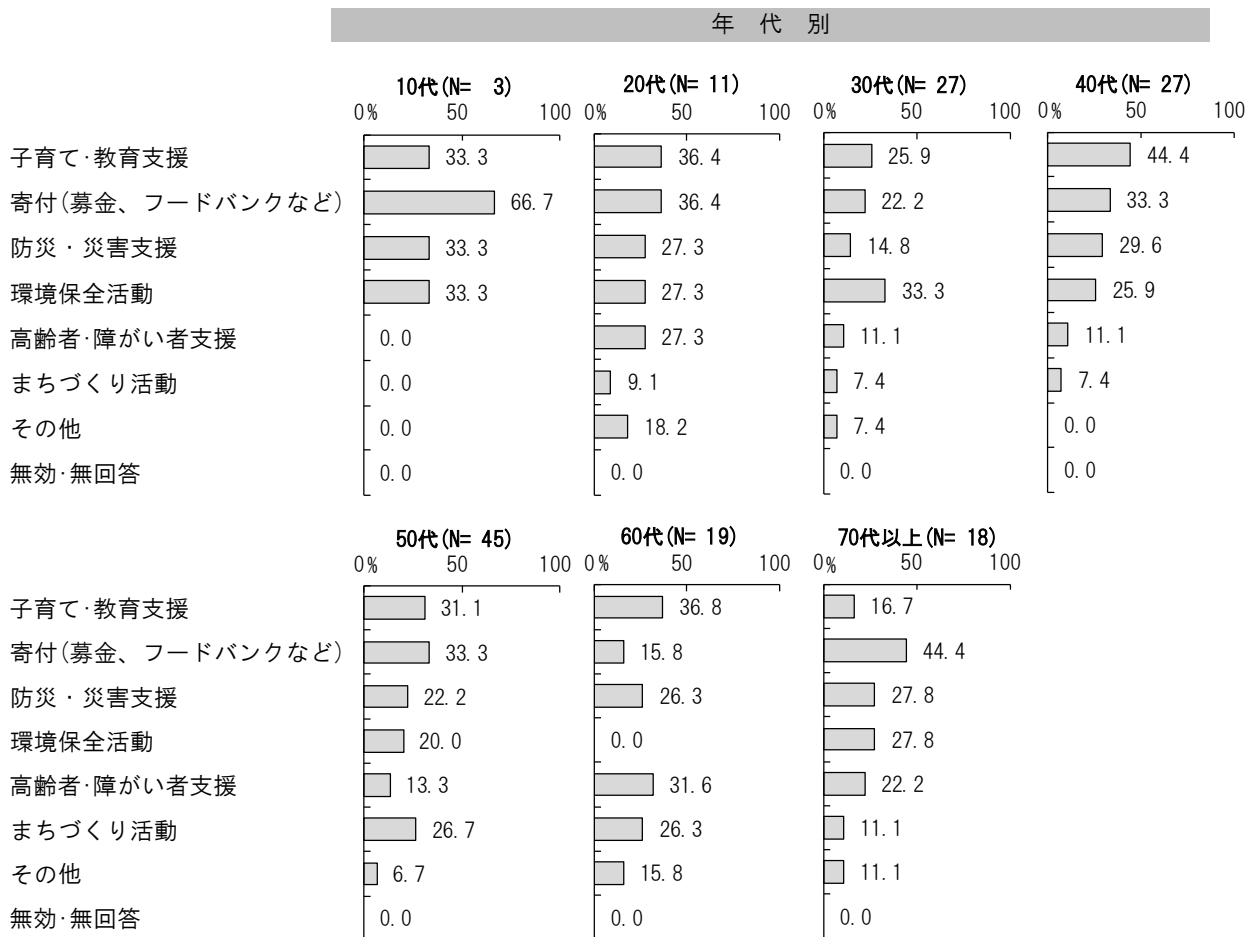 年 代 別
10代(N= 3) 20代(N= 11) 30代(N= 27) 40代(N= 27)
0% 50 100 0% 50 100 0% 50 100 0% 50 100
子育て･教育支援 33.3 36.4 25.9 44.4
寄付(募金、フードバンクなど) 66.7 36.4 22.2 33.3
防災・災害支援 33.3 27.3 14.8 29.6
環境保全活動 33.3 27.3 33.3 25.9
高齢者･障がい者支援 0.0 27.3 11.1 11.1
まちづくり活動 0.0 9.1 7.4 7.4
その他 0.0 18.2 7.4 0.0
無効･無回答 0.0 0.0 0.0 0.0
50代(N= 45) 60代(N= 19) 70代以上(N= 18)
0% 50 100 0% 50 100 0% 50 100
子育て･教育支援 31.1 36.8 16.7
寄付(募金、フードバンクなど) 33.3 15.8 44.4
防災・災害支援 22.2 26.3 27.8
環境保全活動 20.0 0.0 27.8
高齢者･障がい者支援 13.3 31.6 22.2
まちづくり活動 26.7 26.3 11.1
その他 6.7 15.8 11.1
無効･無回答 0.0 0.0 0.0